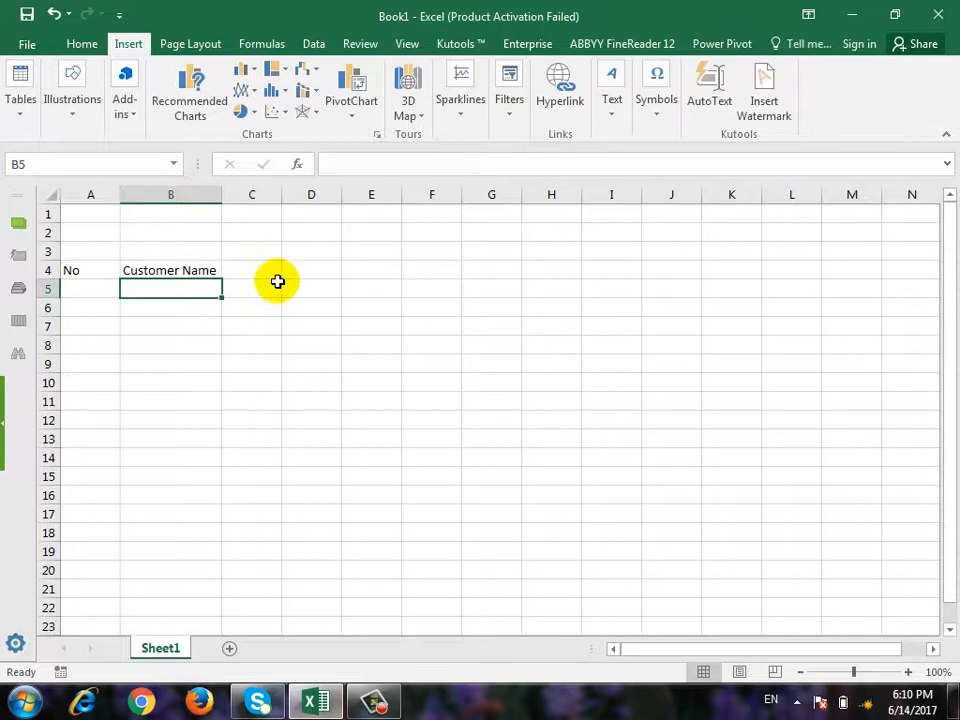 Book1 - Excel (Product Activation Failed)
File Home Insert Page Layout Formulas Data Review View Kutools ™ Enterprise ABBYY FineReader 12 Power Pivot Tell me... Sign in Share
Tables
Illustrations
Add-
ins
Recommended
Charts
PivotChart
3D
Map
Sparklines
Filters
Hyperlink
Text
Symbols
AutoText
Insert
Watermark
Charts Tours Links Kutools
B5 fx
A B C D E F G H I J K L M N
1
2
3
4 No Customer Name
5
6
7
8
9
10
11
12
13
14
15
16
17
18
19
20
21
22
23
Sheet1
Ready 100%
EN 6:10 PM
6/14/2017